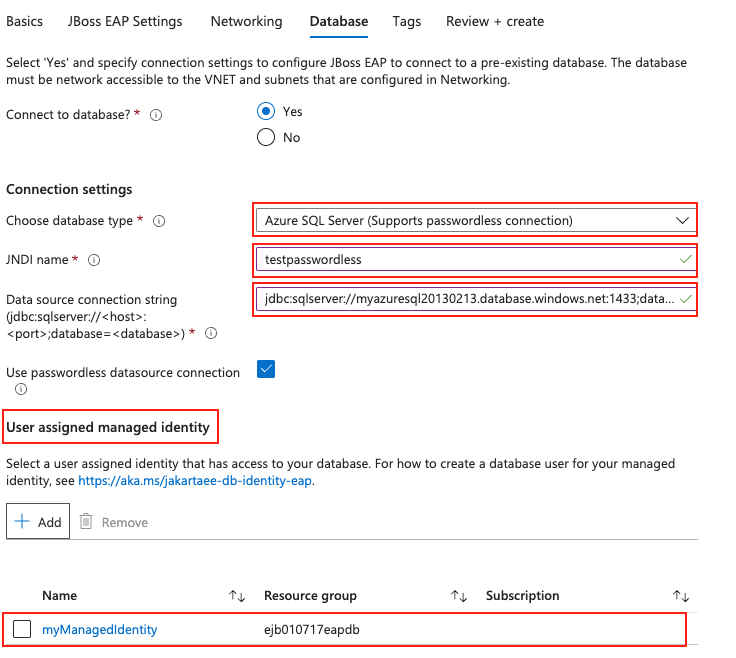 Basics JBoss EAP Settings Networking Database Tags Review + create
Select 'Yes' and specify connection settings to configure JBoss EAP to connect to a pre-existing database. The database
must be network accessible to the VNET and subnets that are configured in Networking.
Connect to database? *
Yes
No
Connection settings
Choose database type *
Azure SQL Server (Supports passwordless connection)
JNDI name *
testpasswordless
Data source connection string
(jdbc:sqlserver://<host>:
<port>;database=<database>) *
jdbc:sqlserver://myazuresql20130213.database.windows.net:1433;data...
Use passwordless datasource connection
User assigned managed identity
Select a user assigned identity that has access to your database. For how to create a database user for your managed
identity, see https://aka.ms/jakartaee-db-identity-eap.
+ Add Remove
Name Resource group Subscription
myManagedIdentity ejb010717eapdb